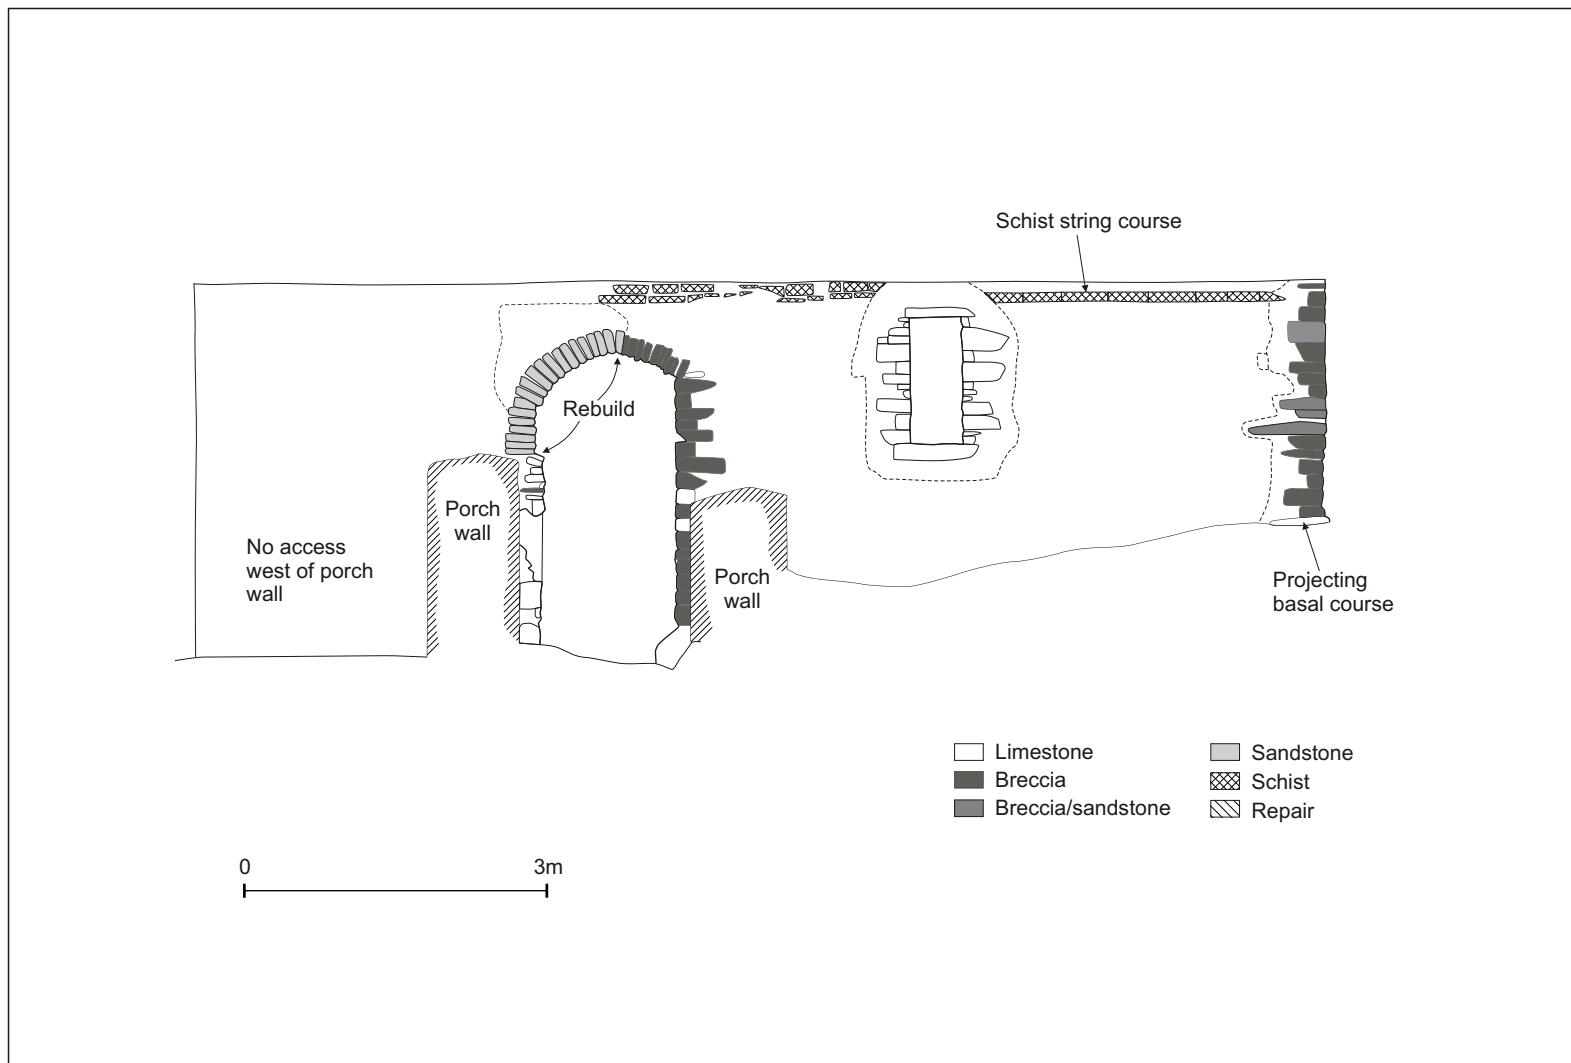 Schist string course
Rebuild
Porch
wall
No access
west of porch
wall
Porch
wall
Projecting
basal course
Limestone
Breccia
Breccia/sandstone
Sandstone
Schist
Repair
0
3m